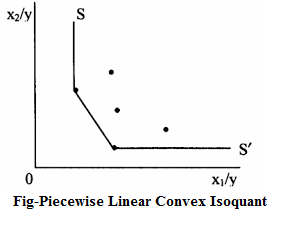 x₂/y
S
S′
0
x₁/y
Fig-Piecewise Linear Convex Isoquant